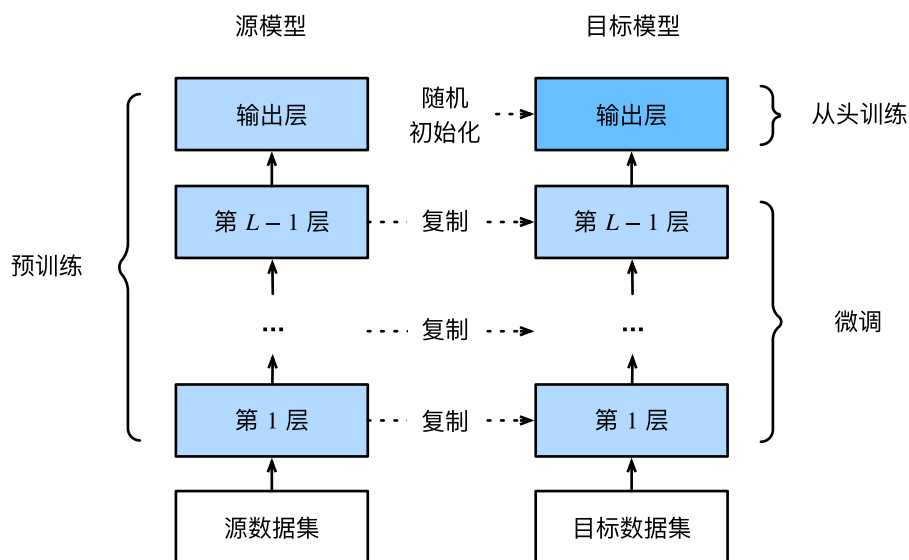 源模型
目标模型
输出层
随机
初始化
输出层
从头训练
第 L – 1 层
复制
第 L – 1 层
预训练
...
复制
...
微调
第 1 层
复制
第 1 层
源数据集
目标数据集